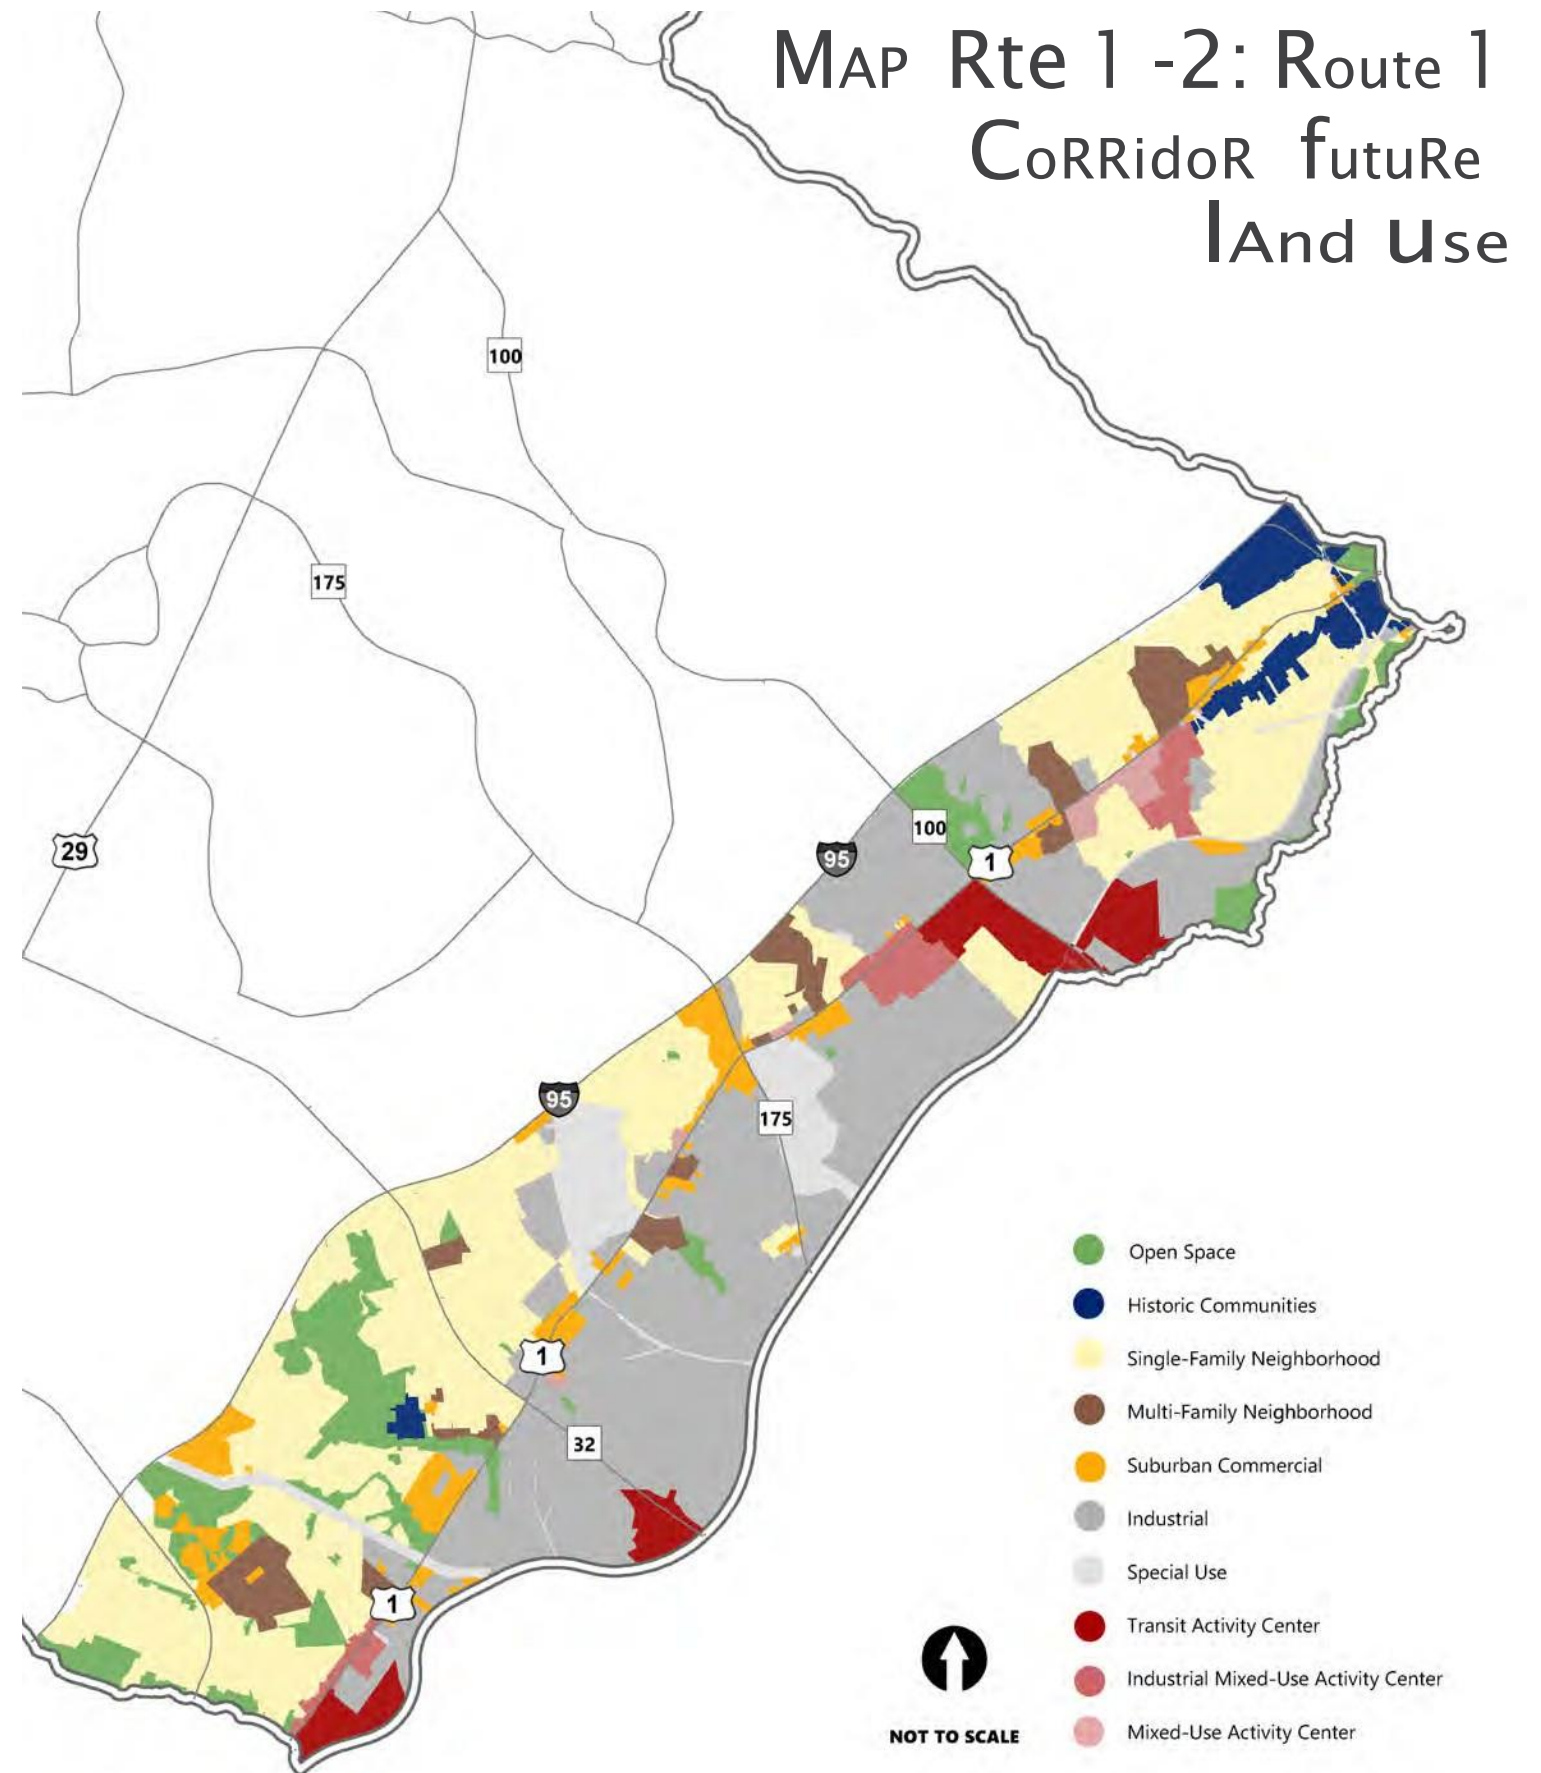 MAP Rte 1 -2: Route 1
CoRRidoR futuRe
lAnd use
100
175
29
100
1
95
95
175
1
32
1
Open Space
Historic Communities
Single-Family Neighborhood
Multi-Family Neighborhood
Suburban Commercial
Industrial
Special Use
Transit Activity Center
Industrial Mixed-Use Activity Center
Mixed-Use Activity Center
NOT TO SCALE